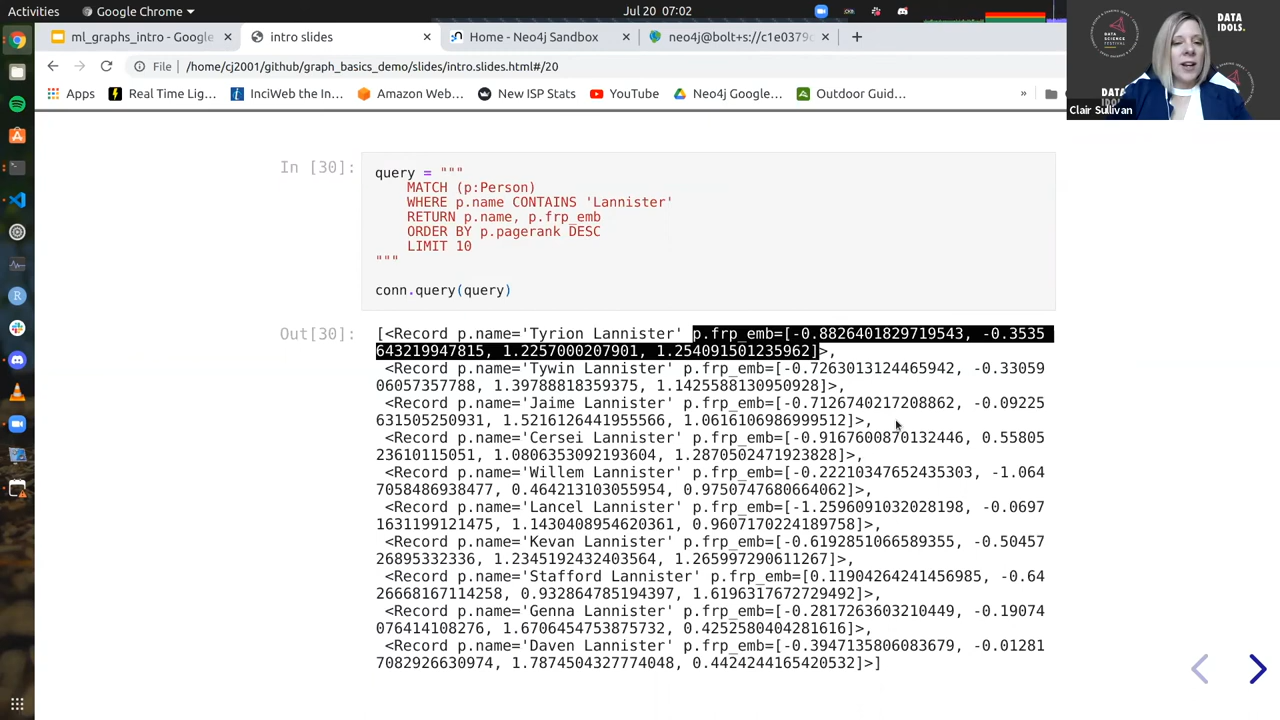 Activities
Google Chrome
Jul 20 07:02
ml_graphs_intro - Google
intro slides
Home - Neo4j Sandbox
neo4j@bolt+s://c1e0379c
File
/home/cj2001/github/graph_basics_demo/slides/intro.slides.html#/20
Apps
Real Time Lig…
InciWeb the In…
Amazon Web…
New ISP Stats
YouTube
Neo4j Google…
Outdoor Guid…
»
DATA SCIENCE FESTIVAL
DATA
IDOLS.
Clair Sullivan
In [30]:
query = """
MATCH (p:Person)
WHERE p.name CONTAINS 'Lannister'
RETURN p.name, p.frp_emb
ORDER BY p.pagerank DESC
LIMIT 10
"""
conn.query(query)
Out[30]:
[<Record p.name='Tyrion Lannister' p.frp_emb=[-0.8826401829719543, -0.3535
643219947815, 1.2257000207901, 1.254091501235962]>,
<Record p.name='Tywin Lannister' p.frp_emb=[-0.7263013124465942, -0.33059
06057357788, 1.39788818359375, 1.1425588130950928]>,
<Record p.name='Jaime Lannister' p.frp_emb=[-0.7126740217208862, -0.09225
631505250931, 1.5216126441955566, 1.0616106986999512]>,
<Record p.name='Cersei Lannister' p.frp_emb=[-0.9167600870132446, 0.55805
23610115051, 1.0806353092193604, 1.2870502471923828]>,
<Record p.name='Willem Lannister' p.frp_emb=[-0.22210347652435303, -1.064
7058486938477, 0.464213103055954, 0.9750747680664062]>,
<Record p.name='Lancel Lannister' p.frp_emb=[-1.2596091032028198, -0.0697
1631199121475, 1.1430408954620361, 0.9607170224189758]>,
<Record p.name='Kevan Lannister' p.frp_emb=[-0.6192851066589355, -0.50457
26895332336, 1.2345192432403564, 1.265997290611267]>,
<Record p.name='Stafford Lannister' p.frp_emb=[0.11904264241456985, -0.64
26668167114258, 0.932864785194397, 1.6196317672729492]>,
<Record p.name='Genna Lannister' p.frp_emb=[-0.2817263603210449, -0.19074
076414108276, 1.6706454753875732, 0.4252580404281616]>,
<Record p.name='Daven Lannister' p.frp_emb=[-0.3947135806083679, -0.01281
7082926630974, 1.7874504327774048, 0.4424244165420532]>]